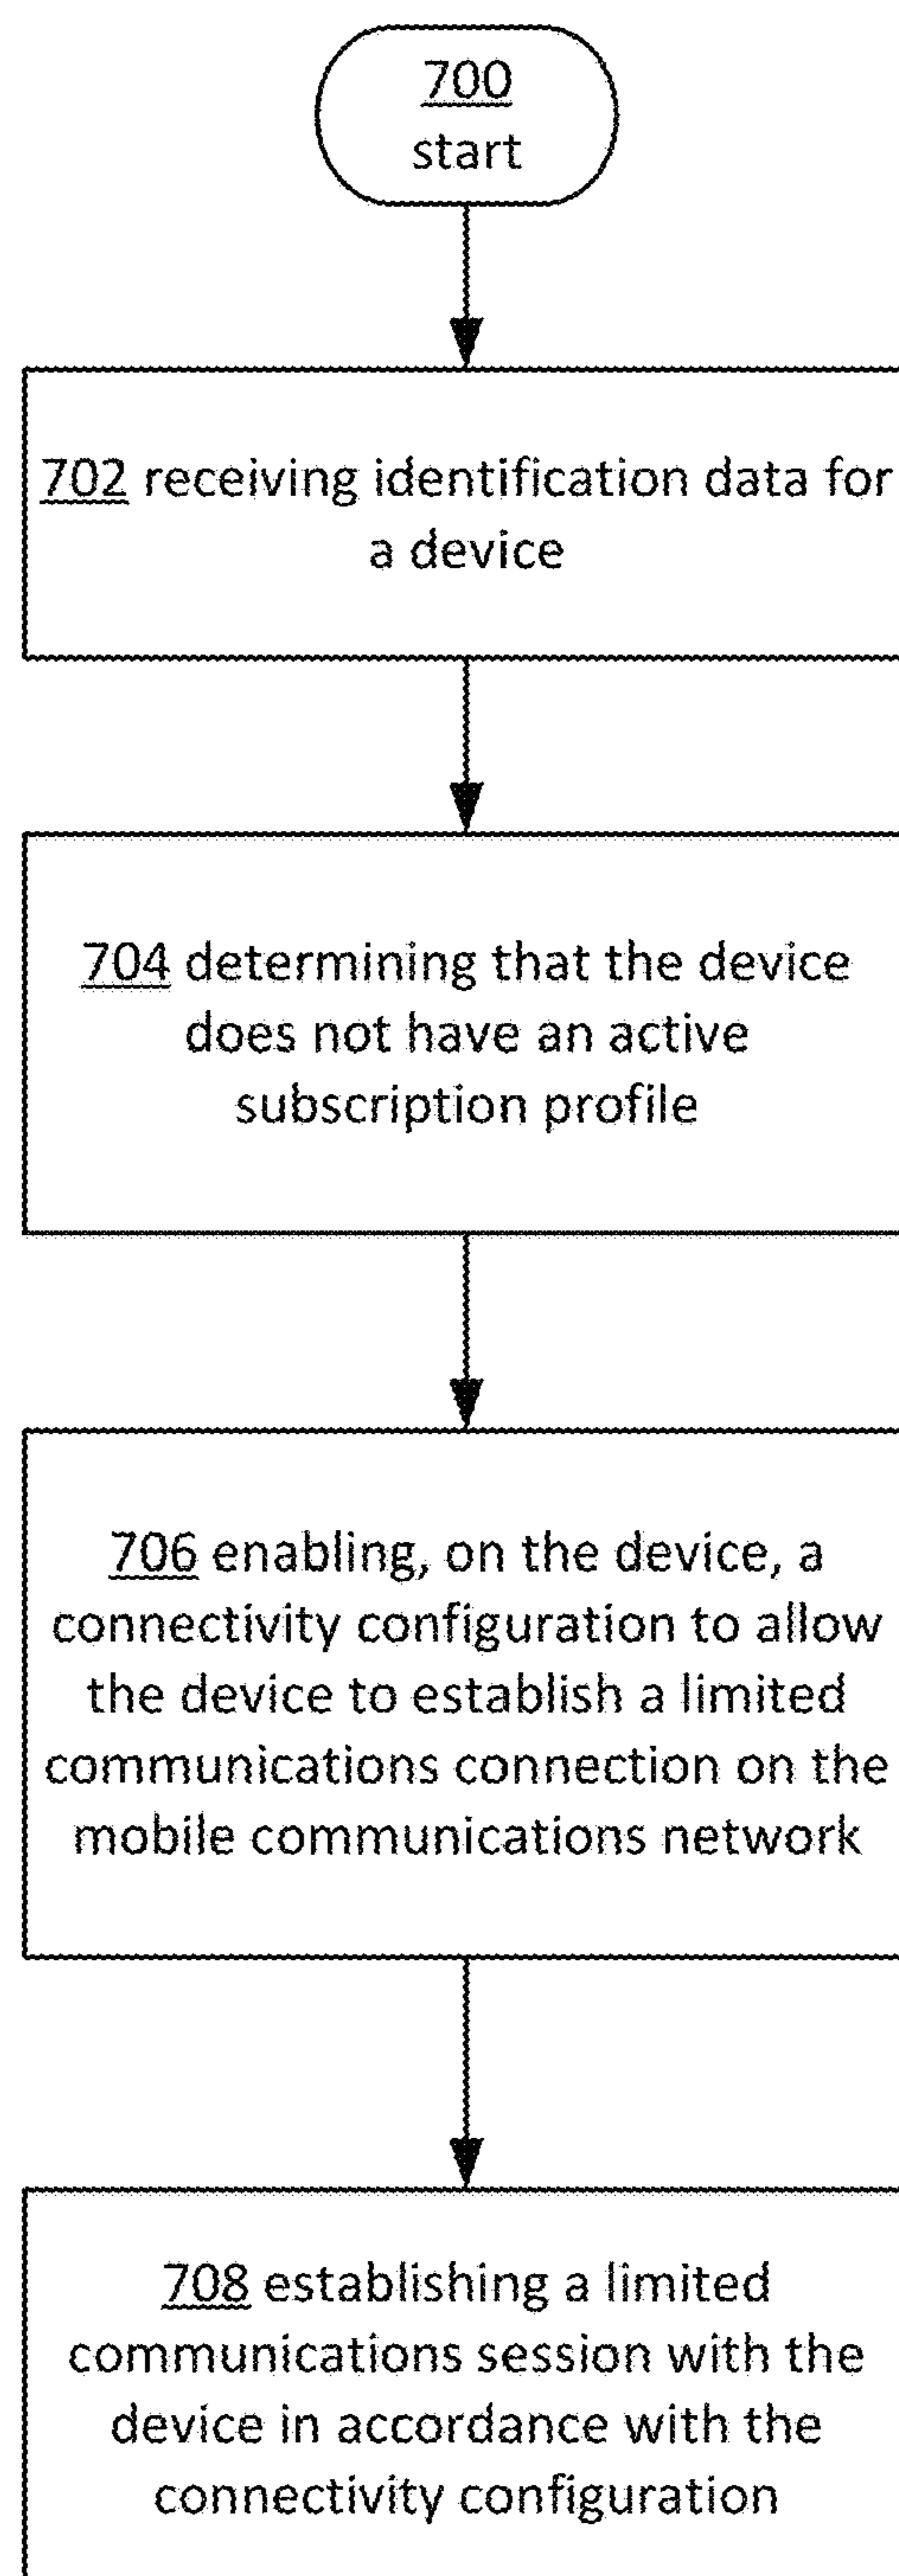 700
start
702 receiving identification data for
a device
704 determining that the device
does not have an active
subscription profile
706 enabling, on the device, a
connectivity configuration to allow
the device to establish a limited
communications connection on the
mobile communications network
708 establishing a limited
communications session with the
device in accordance with the
connectivity configuration